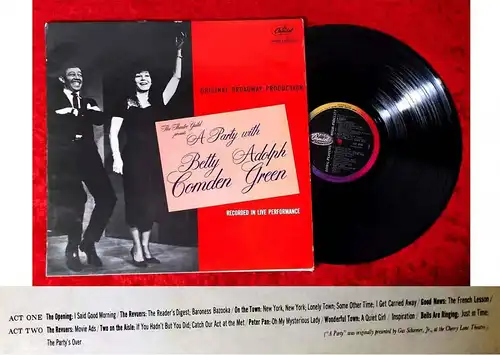 Capitol
ORIGINAL BROADWAY PRODUCTION
The Theatre Guild
presents
A Party with
Betty Adolph
Comden Green
RECORDED IN LIVE PERFORMANCE
Capitol
ACT ONE The Opening: I Said Good Morning / The Revuers: The Reader's Digest; Baroness Bazooka / On the Town: New York, New York; Lonely Town; Some Other Time; I Get Carried Away / Good News: The French Lesson /
ACT TWO The Revuers: Movie Ads / Two on the Aisle: If You Hadn't But You Did; Catch Our Act at the Met / Peter Pan: Oh My Mysterious Lady / Wonderful Town: A Quiet Girl / Inspiration / Bells Are Ringing: Just in Time;
The Party's Over
("A Party" was originally presented by Gus Schirmer, Jr., at the Cherry Lane Theatre)